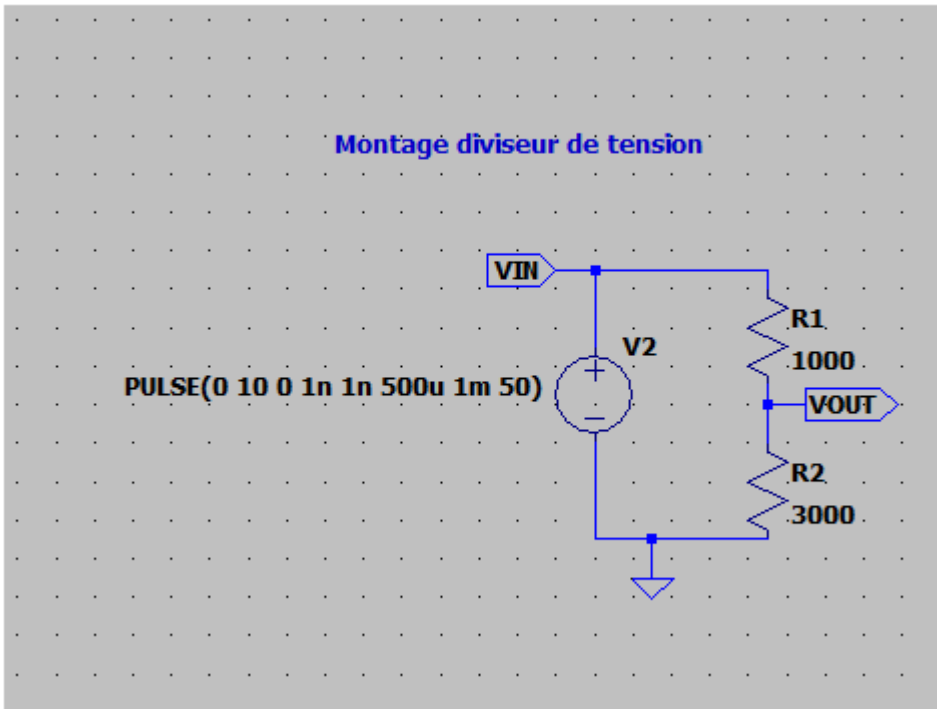 Montage diviseur de tension
VIN
V2
R1
1000
PULSE(0 10 0 1n 1n 500u 1m 50)
VOUT
R2
3000